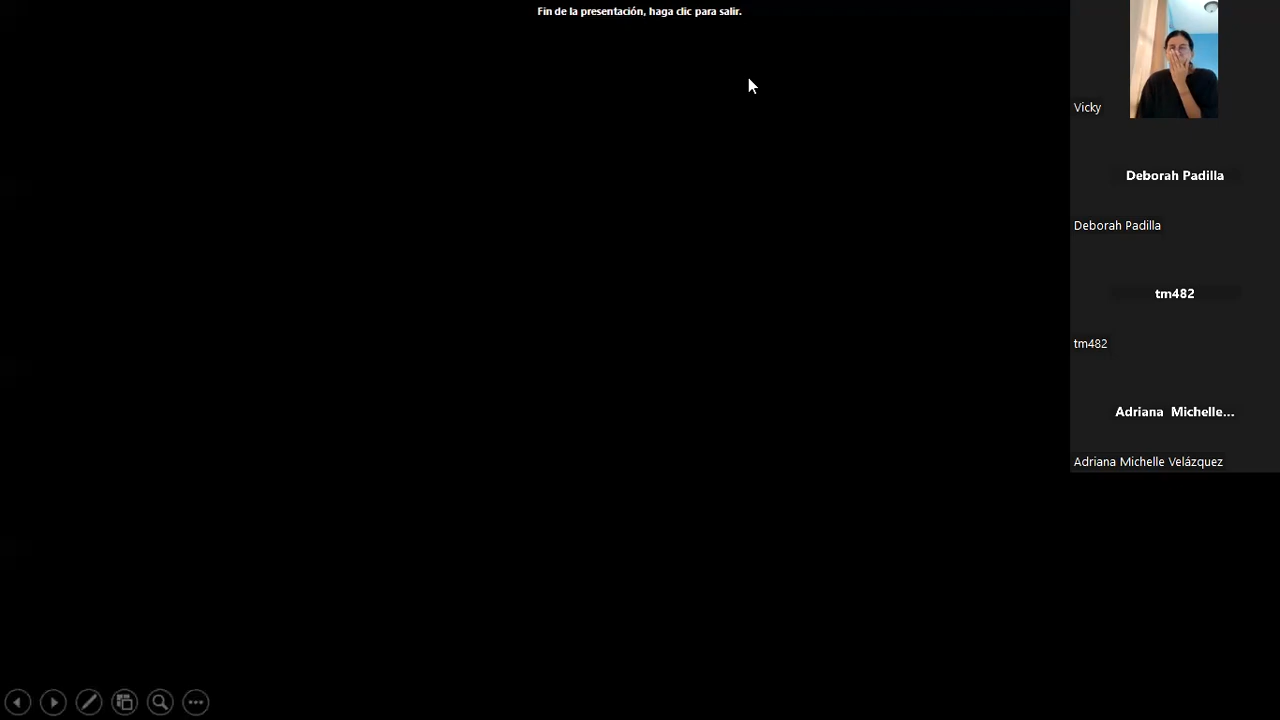 Fin de la presentación, haga clic para salir.
Vicky
Deborah Padilla
Deborah Padilla
tm482
tm482
Adriana Michelle...
Adriana Michelle Velázquez